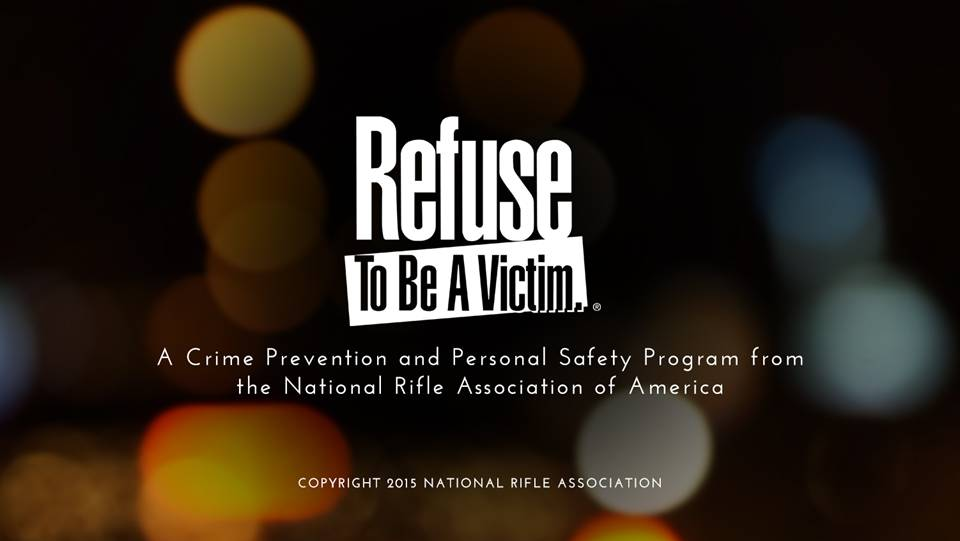 Refuse
To Be A Victim. ®
A Crime Prevention and Personal Safety Program from
the National Rifle Association of America
COPYRIGHT 2015 NATIONAL RIFLE ASSOCIATION